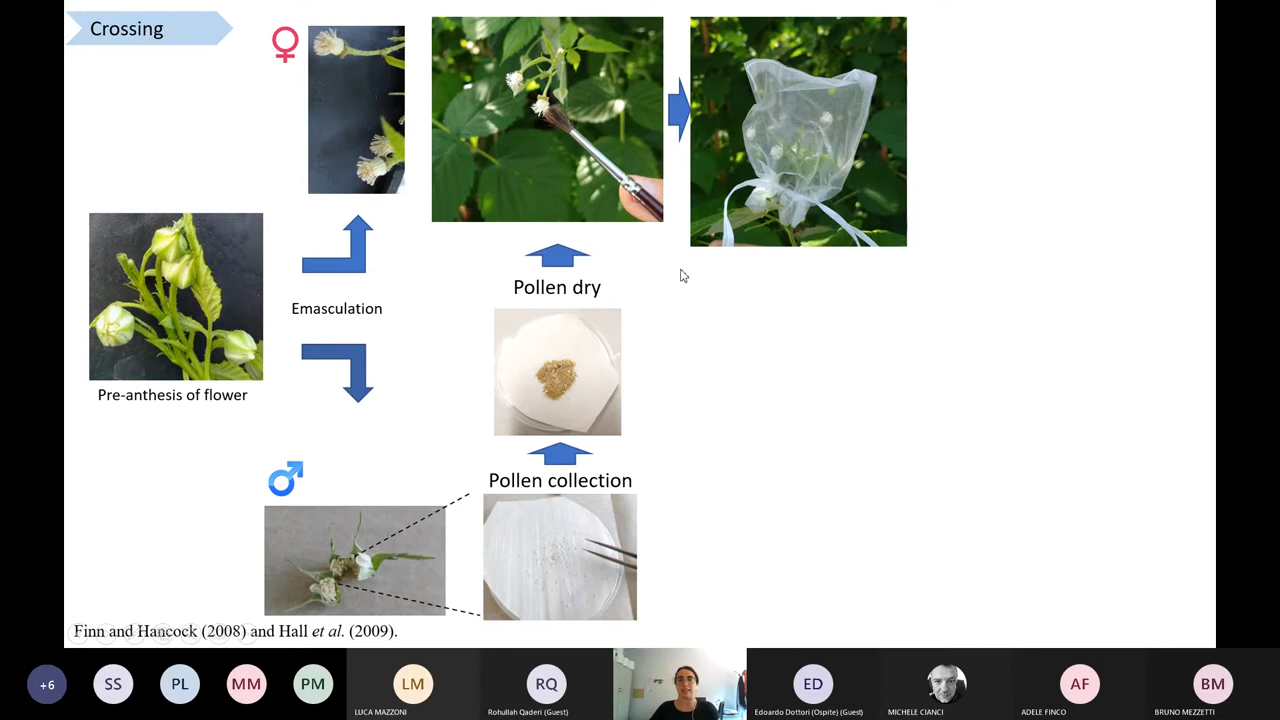 Crossing
Pollen dry
Emasculation
Pre-anthesis of flower
Pollen collection
Finn and Hancock (2008) and Hall et al. (2009).
+6
SS
PL
MM
PM
LM
LUCA MAZZONI
RQ
Rohullah Qaderi (Guest)
ED
Edoardo Dottori (Ospite) (Guest)
MICHELE CIANCI
AF
ADELE FINCO
BM
BRUNO MEZZETTI